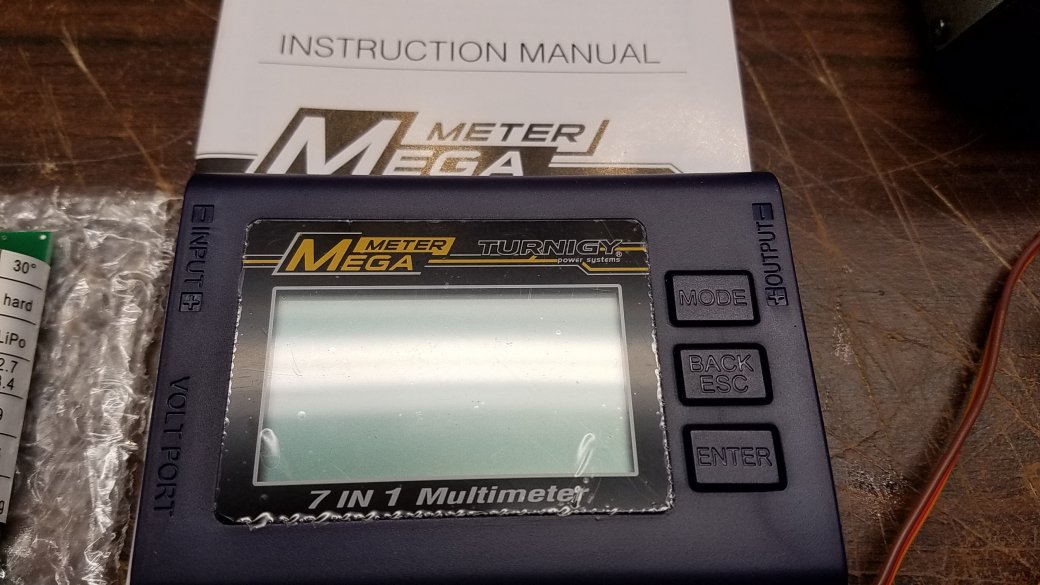 INSTRUCTION MANUAL
METER
MEGA
- INPUT +
METER
MEGA
TURNIGY®
power systems
- OUTPUT +
MODE
BACK
ESC
ENTER
VOLT PORT
7 IN 1 Multimeter
30°
hard
LiPo